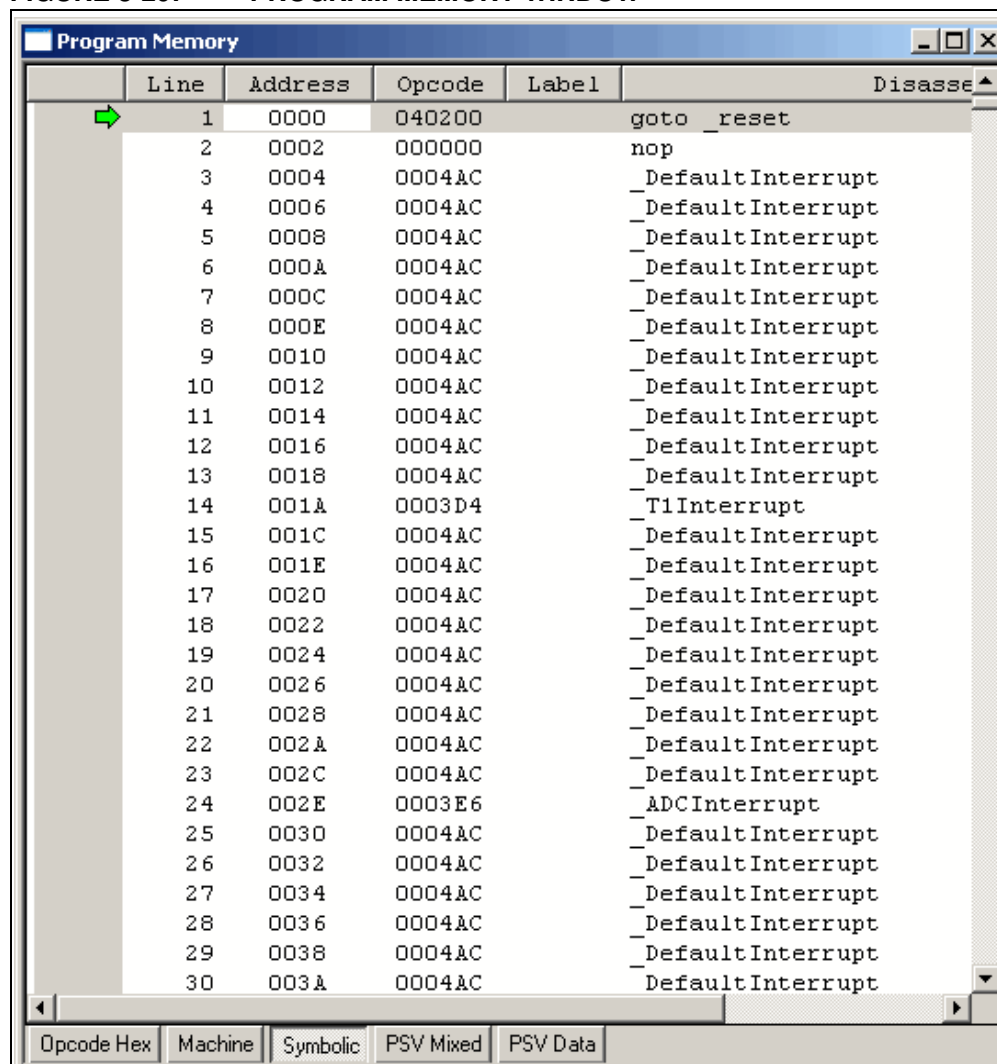 Program Memory
Line Address Opcode Label Disasse
1 0000 040200 goto _reset
2 0002 000000 nop
3 0004 0004AC _DefaultInterrupt
4 0006 0004AC _DefaultInterrupt
5 0008 0004AC _DefaultInterrupt
6 000A 0004AC _DefaultInterrupt
7 000C 0004AC _DefaultInterrupt
8 000E 0004AC _DefaultInterrupt
9 0010 0004AC _DefaultInterrupt
10 0012 0004AC _DefaultInterrupt
11 0014 0004AC _DefaultInterrupt
12 0016 0004AC _DefaultInterrupt
13 0018 0004AC _DefaultInterrupt
14 001A 0003D4 _T1Interrupt
15 001C 0004AC _DefaultInterrupt
16 001E 0004AC _DefaultInterrupt
17 0020 0004AC _DefaultInterrupt
18 0022 0004AC _DefaultInterrupt
19 0024 0004AC _DefaultInterrupt
20 0026 0004AC _DefaultInterrupt
21 0028 0004AC _DefaultInterrupt
22 002A 0004AC _DefaultInterrupt
23 002C 0004AC _DefaultInterrupt
24 002E 0003E6 _ADCInterrupt
25 0030 0004AC _DefaultInterrupt
26 0032 0004AC _DefaultInterrupt
27 0034 0004AC _DefaultInterrupt
28 0036 0004AC _DefaultInterrupt
29 0038 0004AC _DefaultInterrupt
30 003A 0004AC DefaultInterrupt
Opcode Hex Machine Symbolic PSV Mixed PSV Data